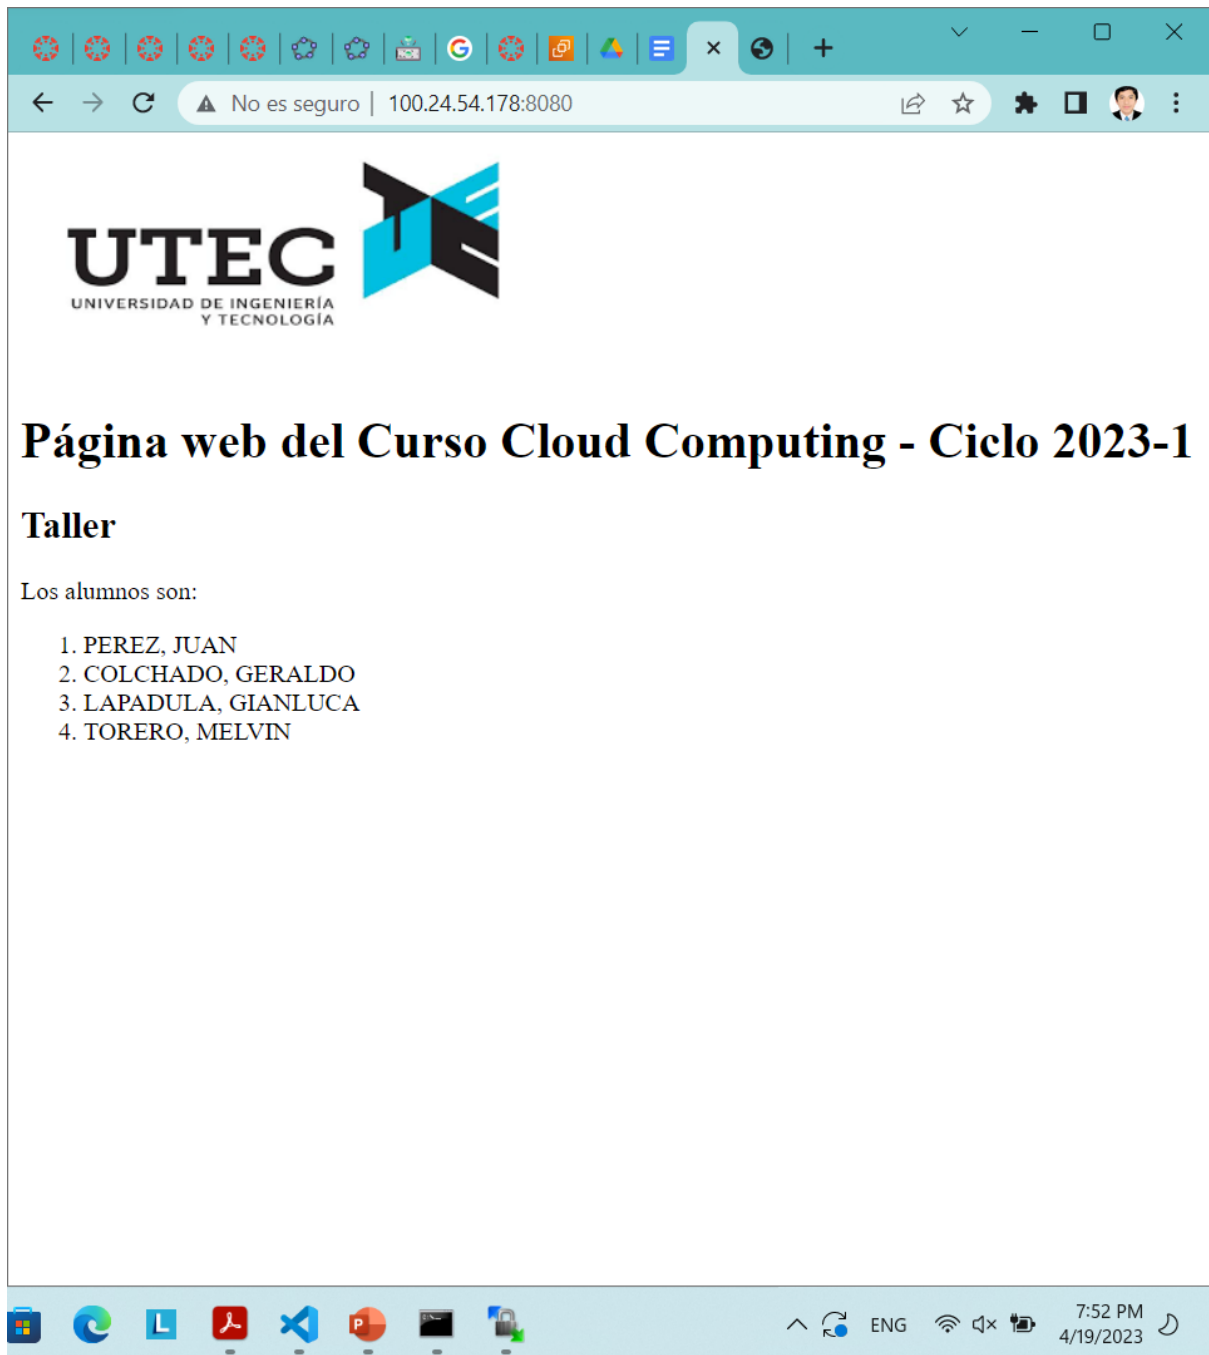 No es seguro | 100.24.54.178:8080
UTEC
UNIVERSIDAD DE INGENIERÍA
Y TECNOLOGÍA
Página web del Curso Cloud Computing - Ciclo 2023-1
Taller
Los alumnos son:
1. PEREZ, JUAN
2. COLCHADO, GERALDO
3. LAPADULA, GIANLUCA
4. TORERO, MELVIN
ENG
7:52 PM
4/19/2023